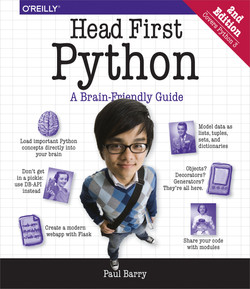 O'REILLY®
2nd
Edition
Covers Python 3
Head First
Python
A Brain-Friendly Guide
Load important Python
concepts directly into
your brain
Model data as
lists, tuples,
sets, and
dictionaries
Don't get
in a pickle:
use DB-API
instead
Objects?
Decorators?
Generators?
They're all here.
Create a modern
webapp with Flask
Share your code
with modules
Paul Barry